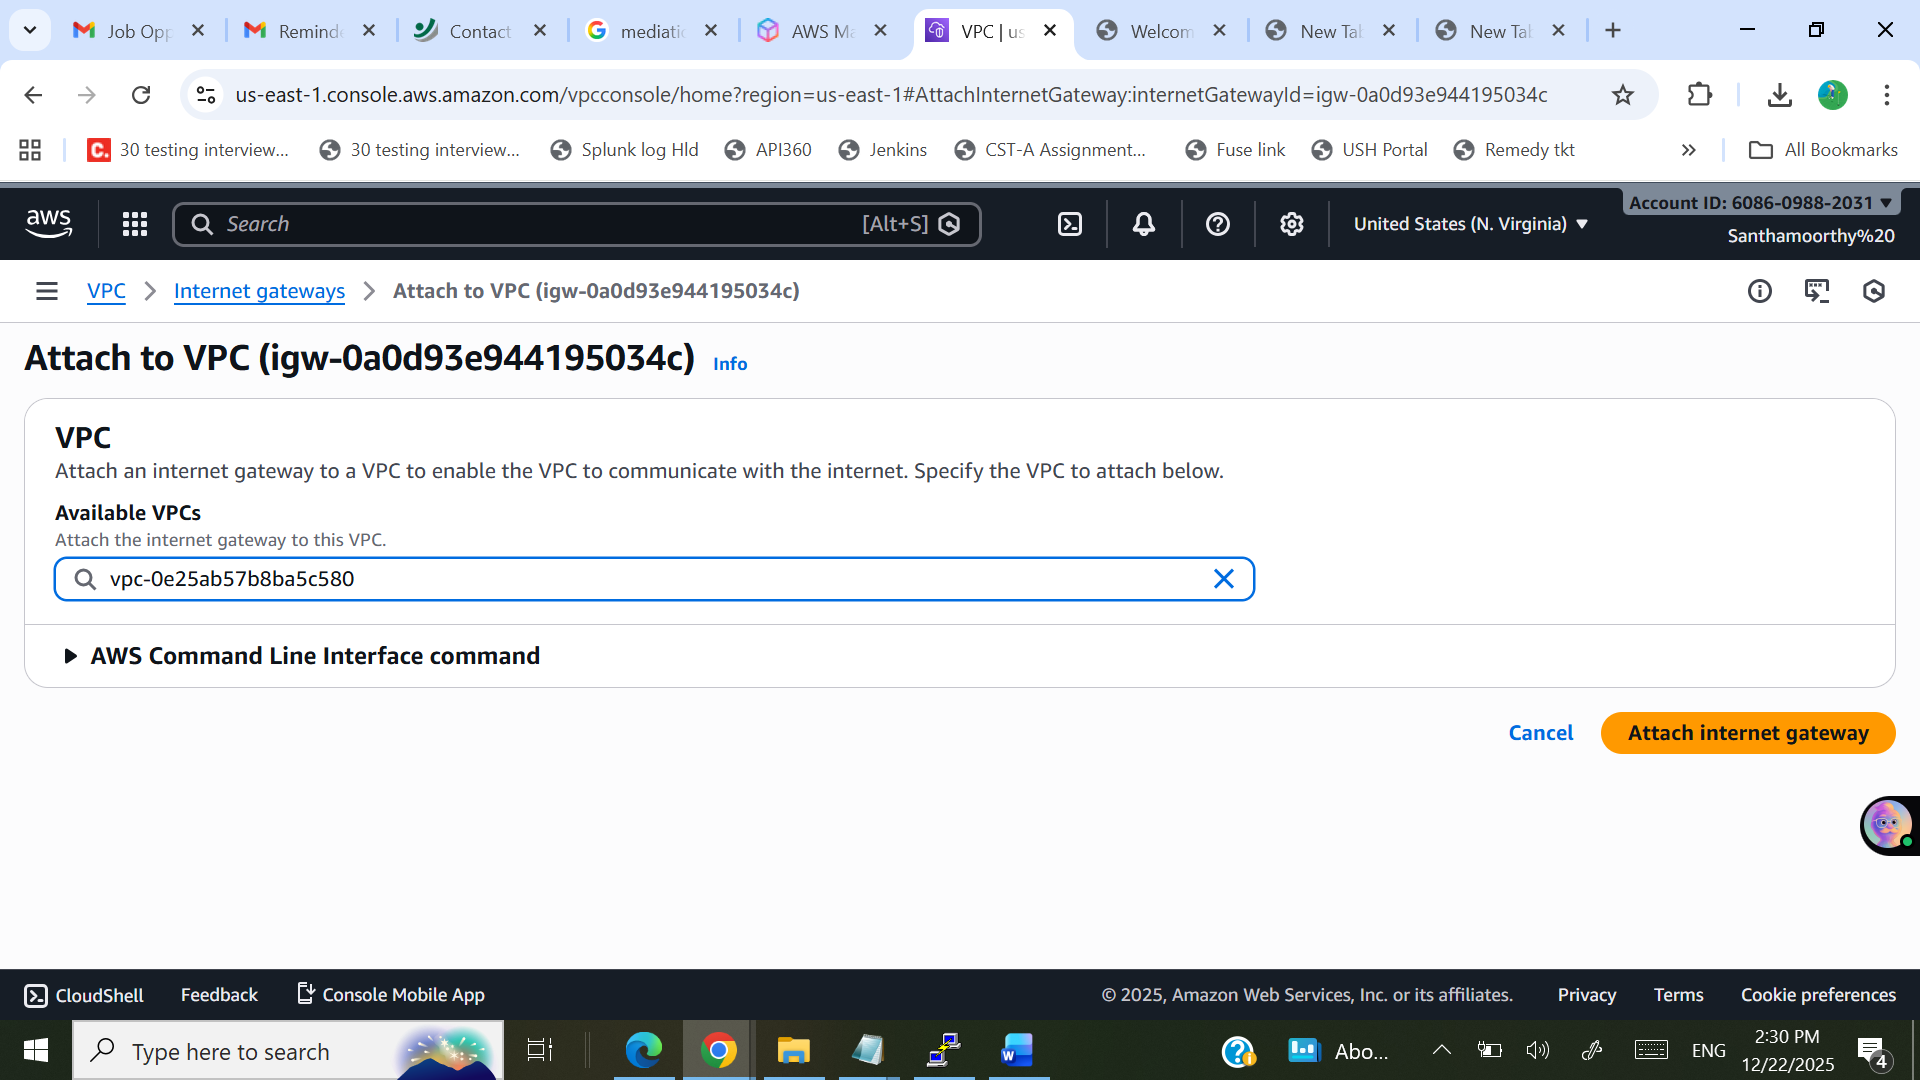 Job Opp
Reminde
Contact
mediatio
AWS Ma
VPC | us
Welcom
New Tab
New Tab
us-east-1.console.aws.amazon.com/vpcconsole/home?region=us-east-1#AttachInternetGateway:internetGatewayId=igw-0a0d93e944195034c
30 testing interview...
30 testing interview...
Splunk log Hld
API360
Jenkins
CST-A Assignment...
Fuse link
USH Portal
Remedy tkt
All Bookmarks
aws
Search
[Alt+S]
United States (N. Virginia)
Account ID: 6086-0988-2031
Santhamoorthy%20
VPC
Internet gateways
Attach to VPC (igw-0a0d93e944195034c)
Attach to VPC (igw-0a0d93e944195034c) Info
VPC
Attach an internet gateway to a VPC to enable the VPC to communicate with the internet. Specify the VPC to attach below.
Available VPCs
Attach the internet gateway to this VPC.
vpc-0e25ab57b8ba5c580
AWS Command Line Interface command
Cancel
Attach internet gateway
CloudShell
Feedback
Console Mobile App
© 2025, Amazon Web Services, Inc. or its affiliates.
Privacy
Terms
Cookie preferences
Type here to search
Abo...
ENG
2:30 PM
12/22/2025
4